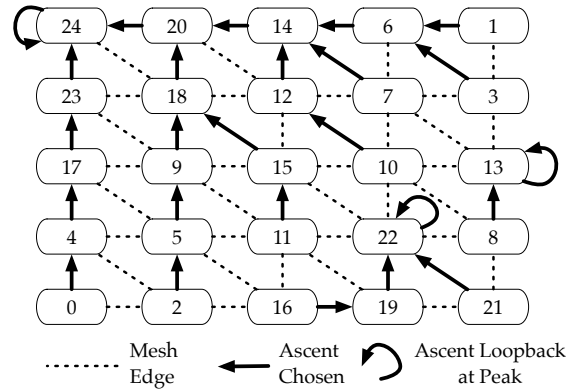 24 20 14 6 1
23 18 12 7 3
17 9 15 10 13
4 5 11 22 8
0 2 16 19 21
Mesh Edge
Ascent Chosen
Ascent Loopback at Peak